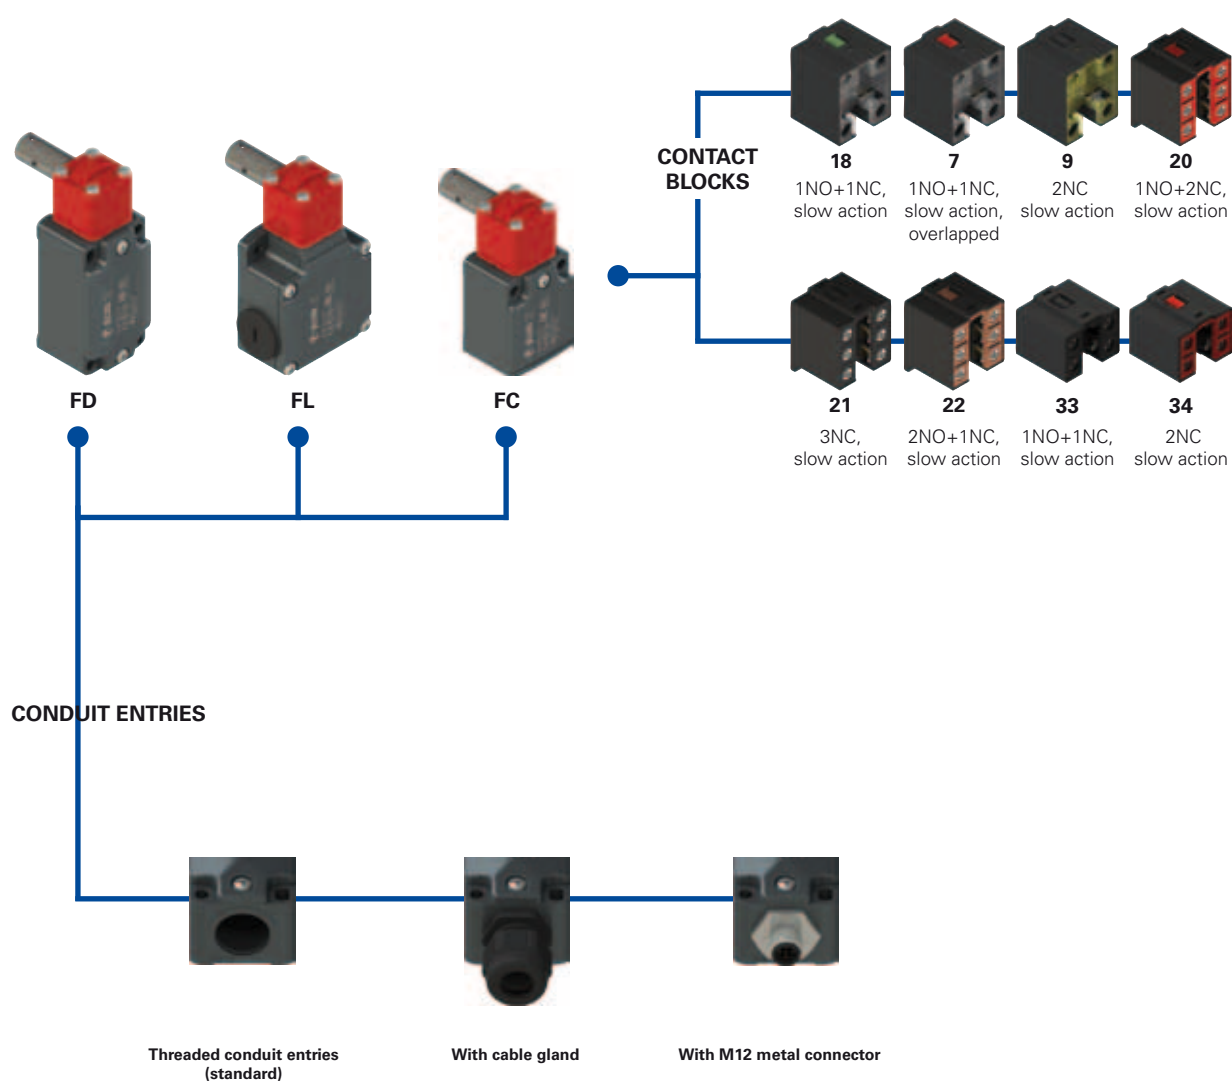 CONTACT
BLOCKS
18
1NO+1NC,
slow action
7
1NO+1NC,
slow action,
overlapped
9
2NC
slow action
20
1NO+2NC,
slow action
21
3NC,
slow action
22
2NO+1NC,
slow action
33
1NO+1NC,
slow action
34
2NC
slow action
FD
FL
FC
CONDUIT ENTRIES
Threaded conduit entries
(standard)
With cable gland
With M12 metal connector